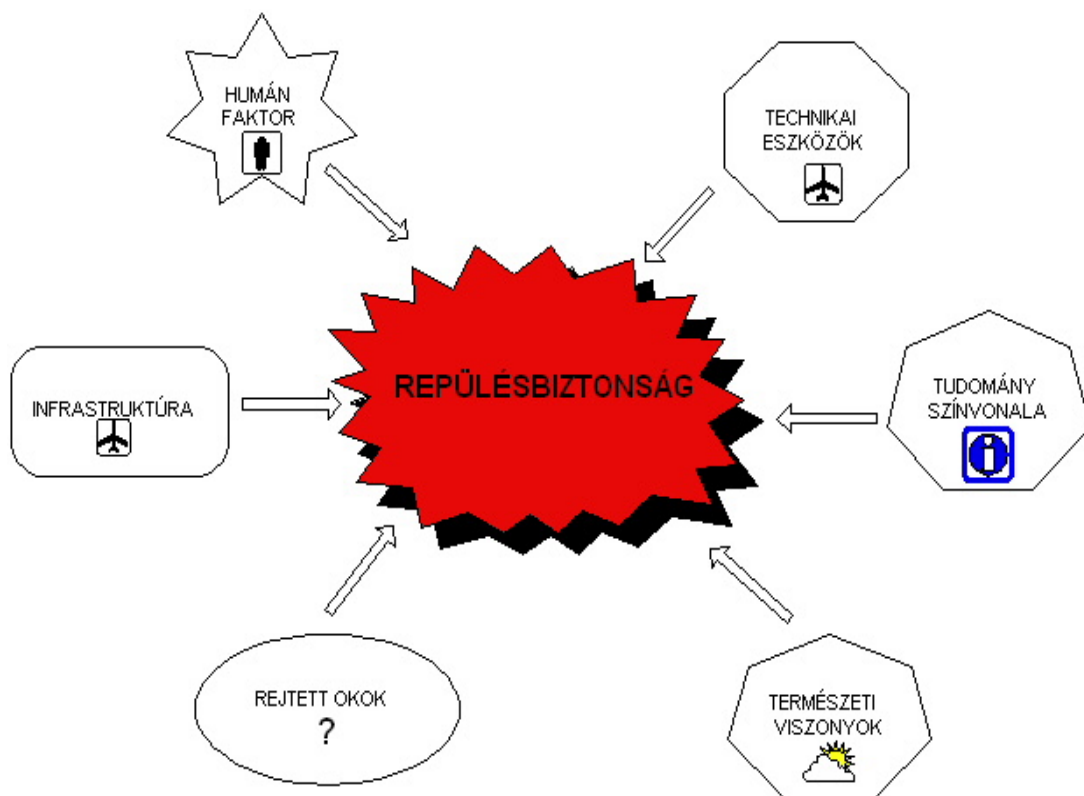 HUMÁN
FAKTOR
TECHNIKAI
ESZKÖZÖK
REPÜLÉSBIZTONSÁG
INFRASTRUKTÚRA
TUDOMÁNY
SZÍNVONALA
i
REJTETT OKOK
?
TERMÉSZETI
VISZONYOK